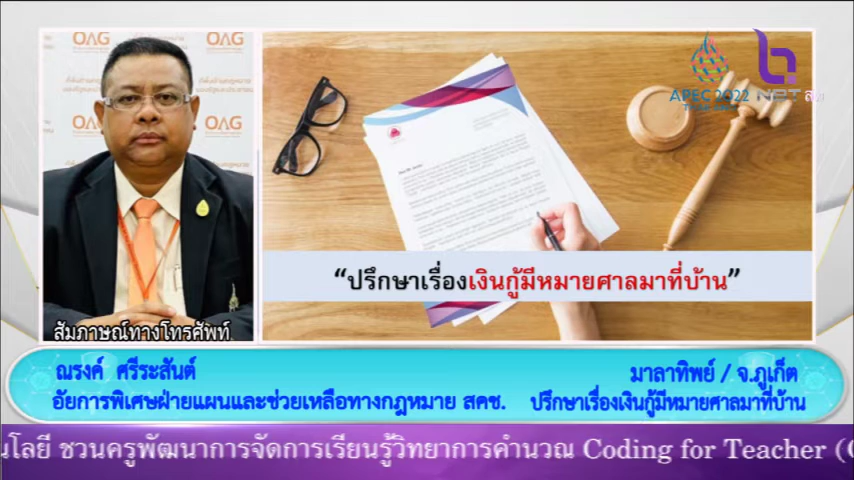 OAG
OAG
OAG
APEC 2022
THAILAND
NBT
“ปรึกษาเรื่องเงินกู้มีหมายศาลมาที่บ้าน”
สัมภาษณ์ทางโทรศัพท์
ณรงค์ ศรีระสันต์
อัยการพิเศษฝ่ายแผนและช่วยเหลือทางกฎหมาย สคช.
มาลาทิพย์ / จ.ภูเก็ต
ปรึกษาเรื่องเงินกู้มีหมายศาลมาที่บ้าน
นโลยี ชวนครูพัฒนาการจัดการเรียนรู้วิทยาการคำนวณ Coding for Teacher (